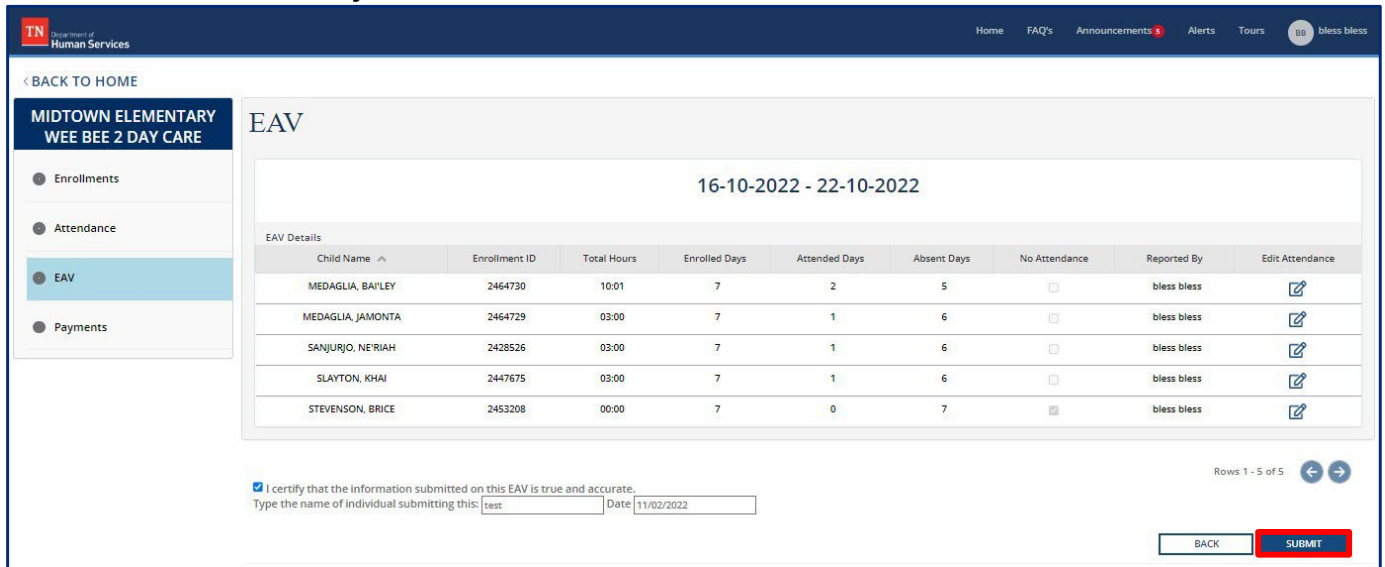 TN Department of
Human Services
Home FAQ's Announcements 5 Alerts Tours BB bless bless
< BACK TO HOME
MIDTOWN ELEMENTARY
WEE BEE 2 DAY CARE
Enrollments
Attendance
EAV
Payments
EAV
16-10-2022 - 22-10-2022
EAV Details
Child Name Enrollment ID Total Hours Enrolled Days Attended Days Absent Days No Attendance Reported By Edit Attendance
MEDAGLIA, BAI'LEY 2464730 10:01 7 2 5 bless bless
MEDAGLIA, JAMONTA 2464729 03:00 7 1 6 bless bless
SANJURJO, NE'RIAH 2428526 03:00 7 1 6 bless bless
SLAYTON, KHAI 2447675 03:00 7 1 6 bless bless
STEVENSON, BRICE 2453208 00:00 7 0 7 bless bless
Rows 1 - 5 of 5
I certify that the information submitted on this EAV is true and accurate.
Type the name of individual submitting this: test Date 11/02/2022
BACK SUBMIT